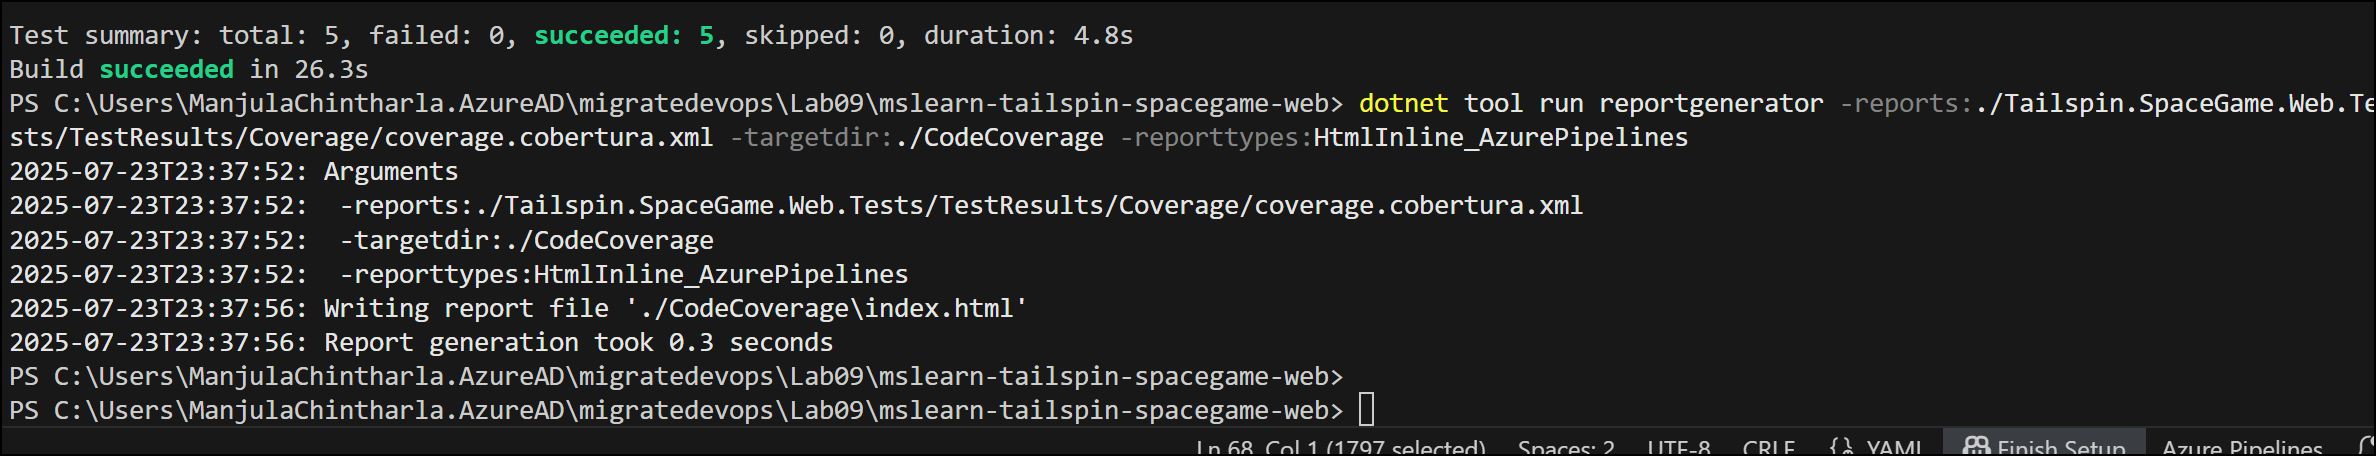 Test summary: total: 5, failed: 0, succeeded: 5, skipped: 0, duration: 4.8s
Build succeeded in 26.3s
PS C:\Users\ManjulaChintharla.AzureAD\migratedevops\Lab09\mslearn-tailspin-spacegame-web> dotnet tool run reportgenerator -reports:./Tailspin.SpaceGame.Web.Te
sts/TestResults/Coverage/coverage.cobertura.xml -targetdir:./CodeCoverage -reporttypes:HtmlInline_AzurePipelines
2025-07-23T23:37:52: Arguments
2025-07-23T23:37:52:  -reports:./Tailspin.SpaceGame.Web.Tests/TestResults/Coverage/coverage.cobertura.xml
2025-07-23T23:37:52:  -targetdir:./CodeCoverage
2025-07-23T23:37:52:  -reporttypes:HtmlInline_AzurePipelines
2025-07-23T23:37:56: Writing report file './CodeCoverage\index.html'
2025-07-23T23:37:56: Report generation took 0.3 seconds
PS C:\Users\ManjulaChintharla.AzureAD\migratedevops\Lab09\mslearn-tailspin-spacegame-web>
PS C:\Users\ManjulaChintharla.AzureAD\migratedevops\Lab09\mslearn-tailspin-spacegame-web>
Ln 68, Col 1 (1797 selected) Spaces: 2 UTF-8 CRLF YAML Finish Setup Azure Pipelines